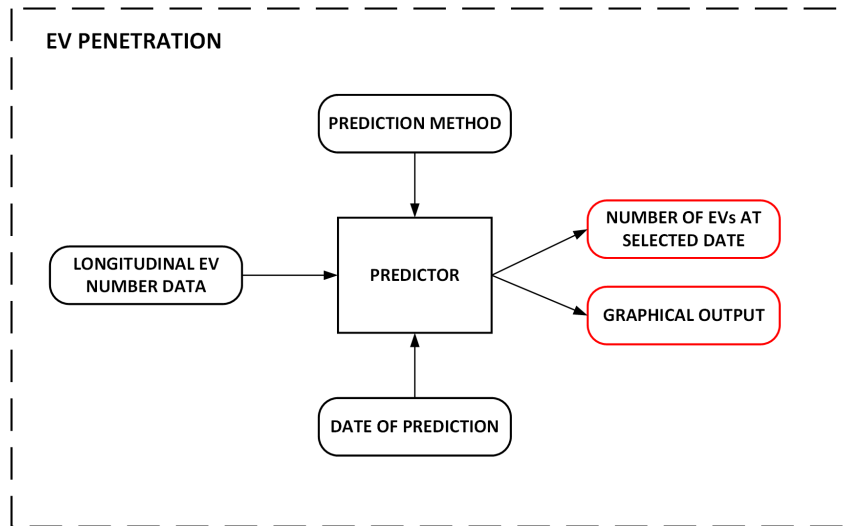 EV PENETRATION
PREDICTION METHOD
LONGITUDINAL EV
NUMBER DATA
PREDICTOR
NUMBER OF EVs AT
SELECTED DATE
GRAPHICAL OUTPUT
DATE OF PREDICTION